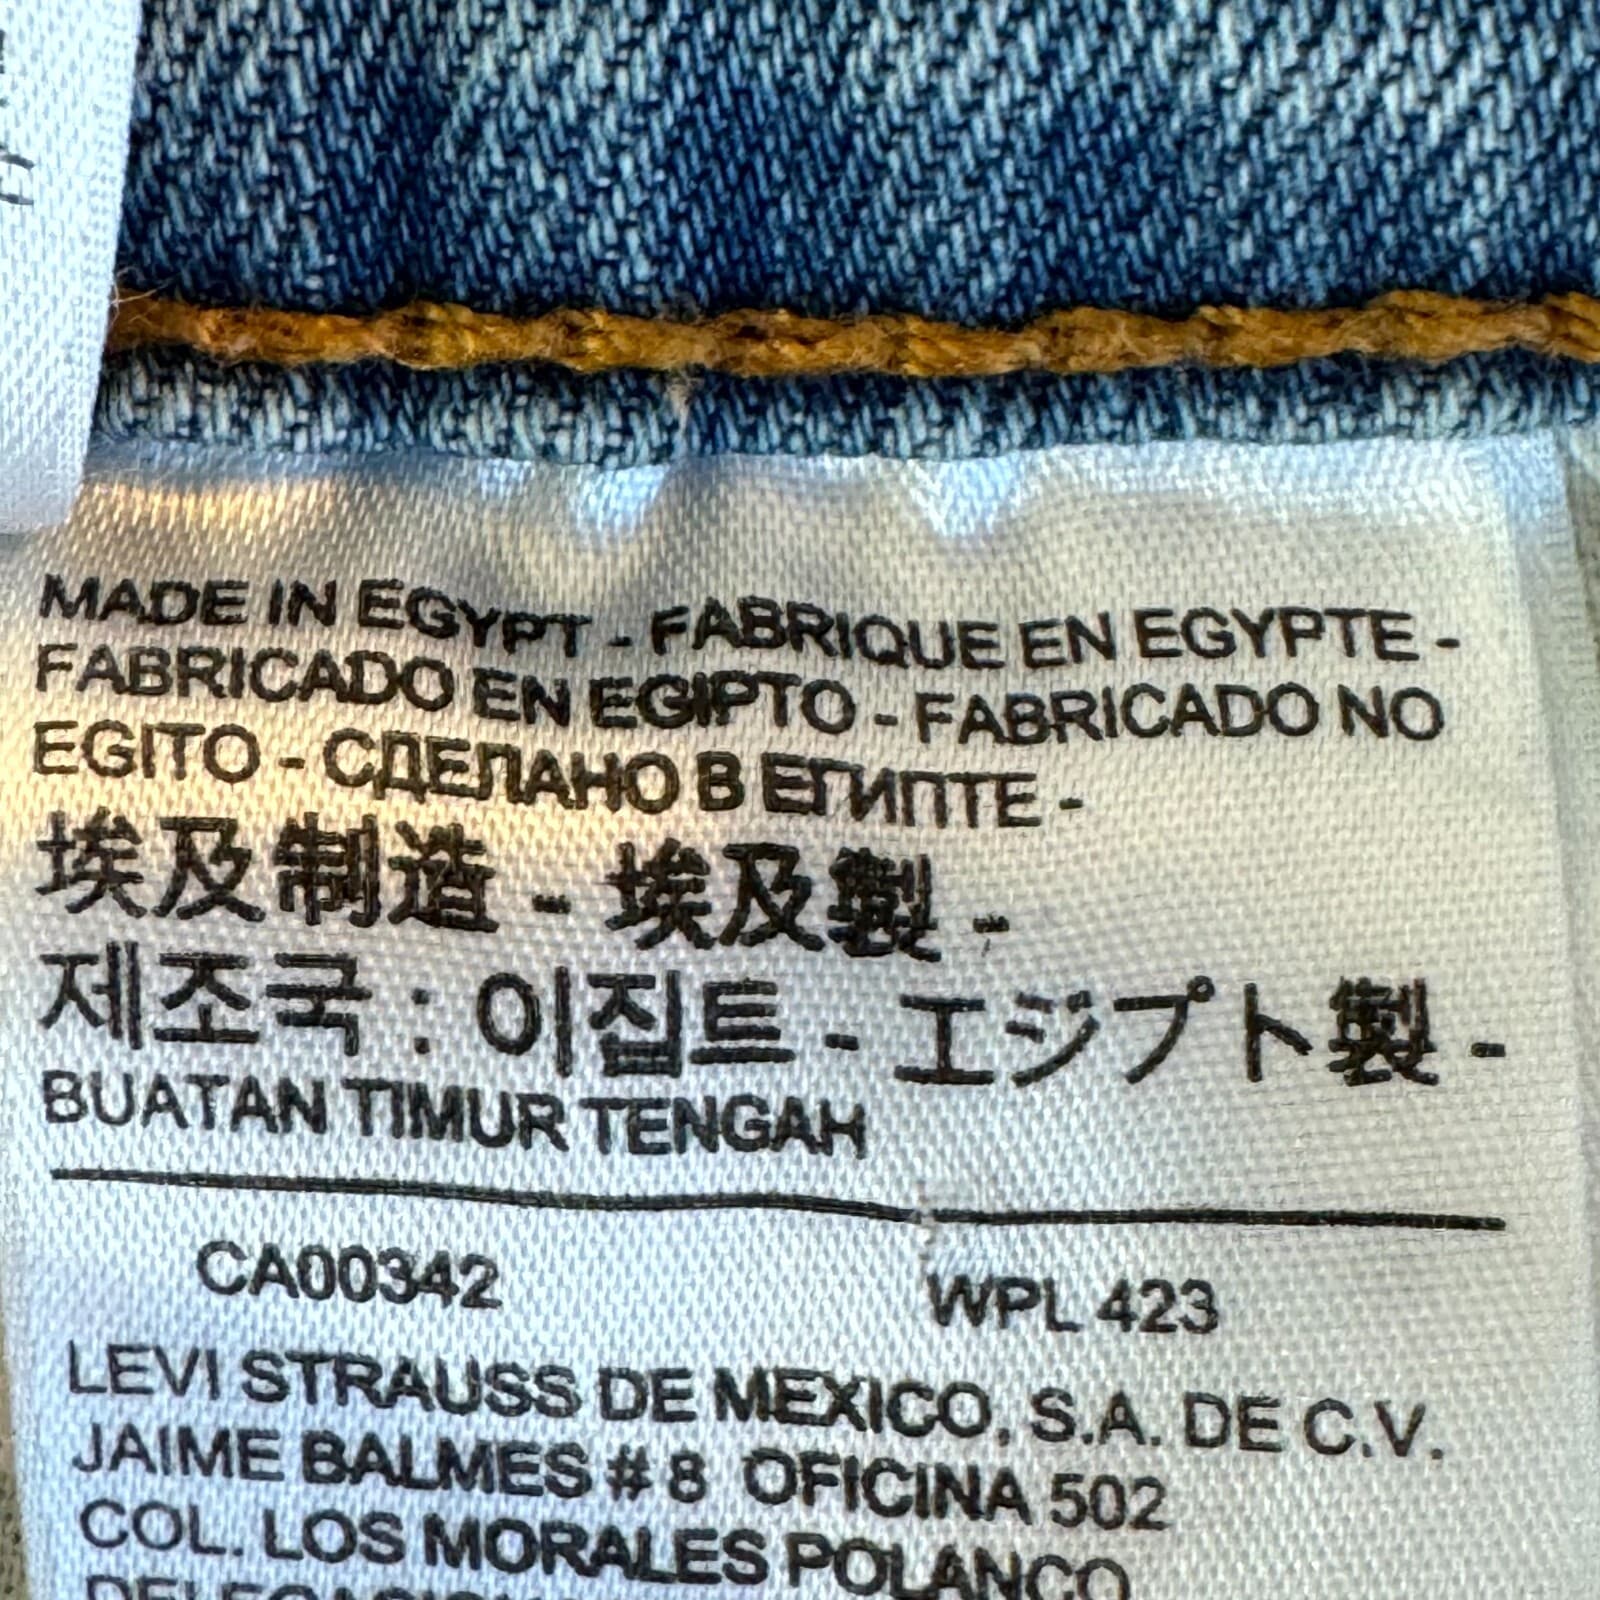 MADE IN EGYPT - FABRIQUE EN EGYPTE -
FABRICADO EN EGIPTO - FABRICADO NO
EGITO - СДЕЛАНО В ЕГИПТЕ -
埃及制造 - 埃及製 -
제조국 : 이집트 - エジプト製 -
BUATAN TIMUR TENGAH
CA00342 WPL 423
LEVI STRAUSS DE MEXICO, S.A. DE C.V.
JAIME BALMES # 8 OFICINA 502
COL. LOS MORALES POLANCO